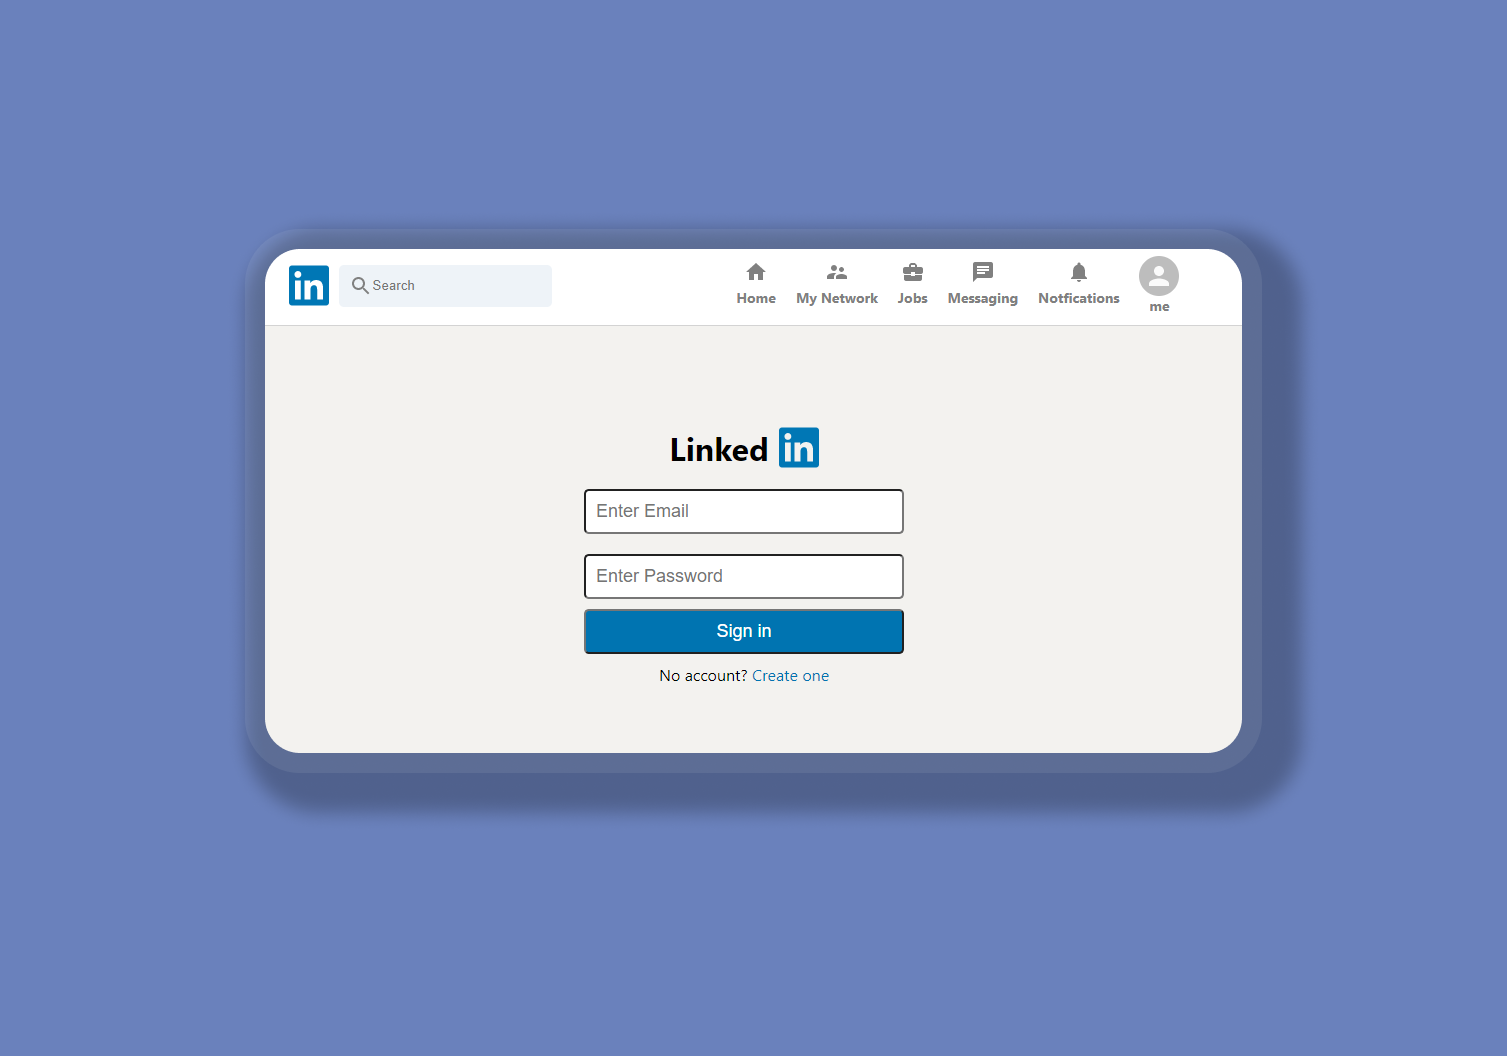 in Search Home My Network Jobs Messaging Notfications me
Linked in
Enter Email
Enter Password
Sign in
No account? Create one